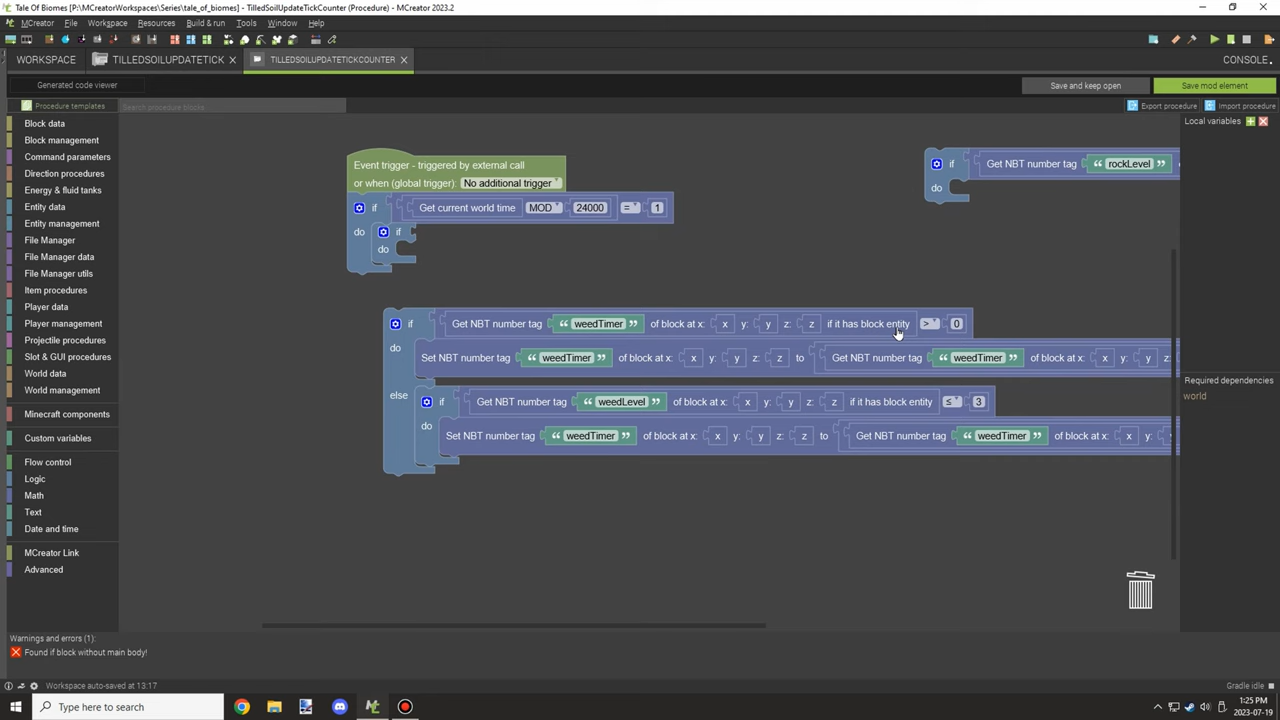 Tale Of Biomes [P:\MCreatorWorkspaces\Series\tale_of_biomes] - TilledSoilUpdateTickCounter (Procedure) - MCreator 2023.2
MCreator File Workspace Resources Build & run Tools Window Help
WORKSPACE TILLEDSOILUPDATETICK TILLEDSOILUPDATETICKCOUNTER CONSOLE
Generated code viewer Save and keep open Save mod element
Procedure templates Search procedure blocks... Export procedure Import procedure
Block data
Block management
Command parameters
Direction procedures
Energy & fluid tanks
Entity data
Entity management
File Manager
File Manager data
File Manager utils
Item procedures
Player data
Player management
Projectile procedures
Slot & GUI procedures
World data
World management
Minecraft components
Custom variables
Flow control
Logic
Math
Text
Date and time
MCreator Link
Advanced
Event trigger - triggered by external call
or when (global trigger): No additional trigger
if Get current world time MOD 24000 = 1
do if
do
if Get NBT number tag “ rockLevel ”
do
if Get NBT number tag “ weedTimer ” of block at x: x y: y z: z if it has block entity > 0
do Set NBT number tag “ weedTimer ” of block at x: x y: y z: z to Get NBT number tag “ weedTimer ” of block at x: x y: y z:
else if Get NBT number tag “ weedLevel ” of block at x: x y: y z: z if it has block entity ≤ 3
do Set NBT number tag “ weedTimer ” of block at x: x y: y z: z to Get NBT number tag “ weedTimer ” of block at x: x y:
Local variables
Required dependencies
world
Warnings and errors (1):
Found if block without main body!
Workspace auto-saved at 13:17 Gradle idle
Type here to search
1:25 PM
2023-07-19